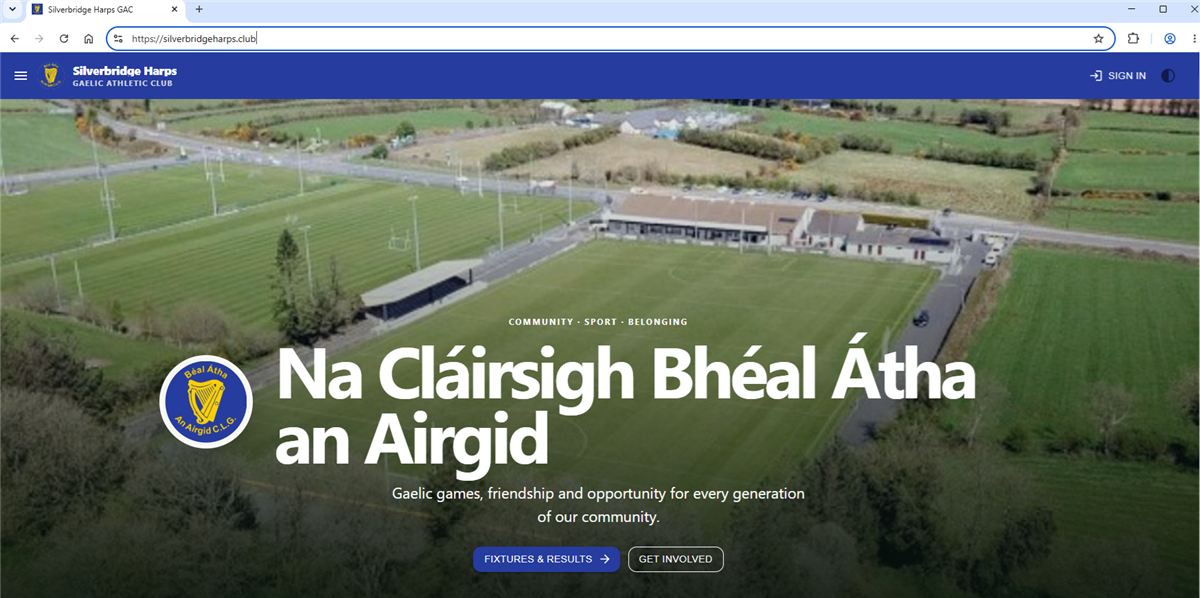 Silverbridge Harps GAC
https://silverbridgeharps.club
Silverbridge Harps
GAELIC ATHLETIC CLUB
SIGN IN
COMMUNITY · SPORT · BELONGING
Béal Átha
An Airgid C.L.G.
Na Cláirsigh Bhéal Átha
an Airgid
Gaelic games, friendship and opportunity for every generation
of our community.
FIXTURES & RESULTS →
GET INVOLVED